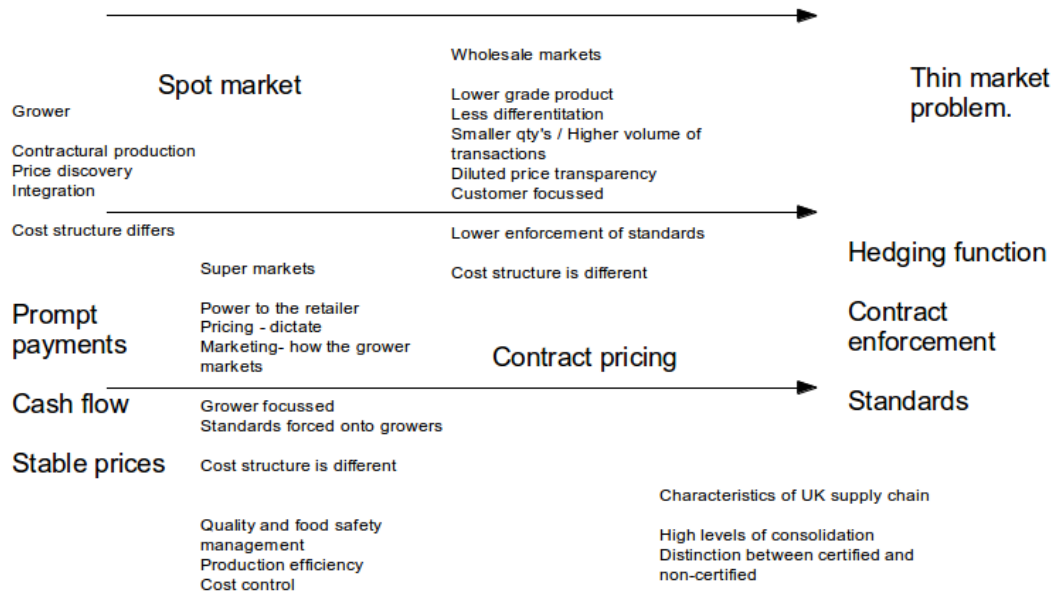 Spot market
Grower
Contractural production
Price discovery
Integration
Cost structure differs
Wholesale markets
Lower grade product
Less differentitation
Smaller qty's / Higher volume of
transactions
Diluted price transparency
Customer focussed
Lower enforcement of standards
Cost structure is different
Thin market
problem.
Prompt
payments
Cash flow
Stable prices
Super markets
Power to the retailer
Pricing - dictate
Marketing- how the grower
markets
Grower focussed
Standards forced onto growers
Cost structure is different
Quality and food safety
management
Production efficiency
Cost control
Contract pricing
Hedging function
Contract
enforcement
Standards
Characteristics of UK supply chain
High levels of consolidation
Distinction between certified and
non-certified